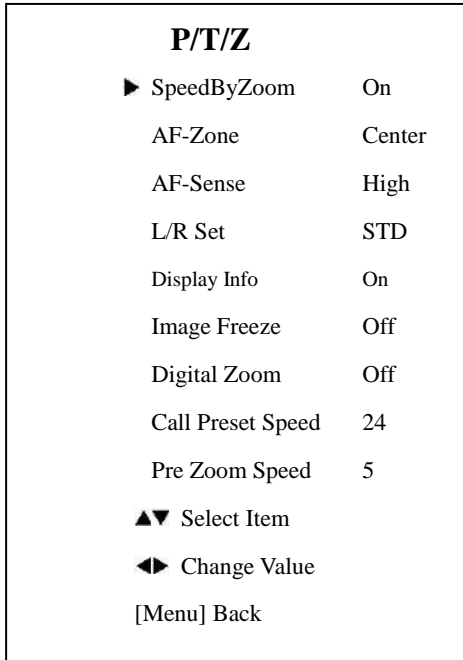 P/T/Z
▶ SpeedByZoom On
AF-Zone Center
AF-Sense High
L/R Set STD
Display Info On
Image Freeze Off
Digital Zoom Off
Call Preset Speed 24
Pre Zoom Speed 5
▲▼ Select Item
◀▶ Change Value
[Menu] Back